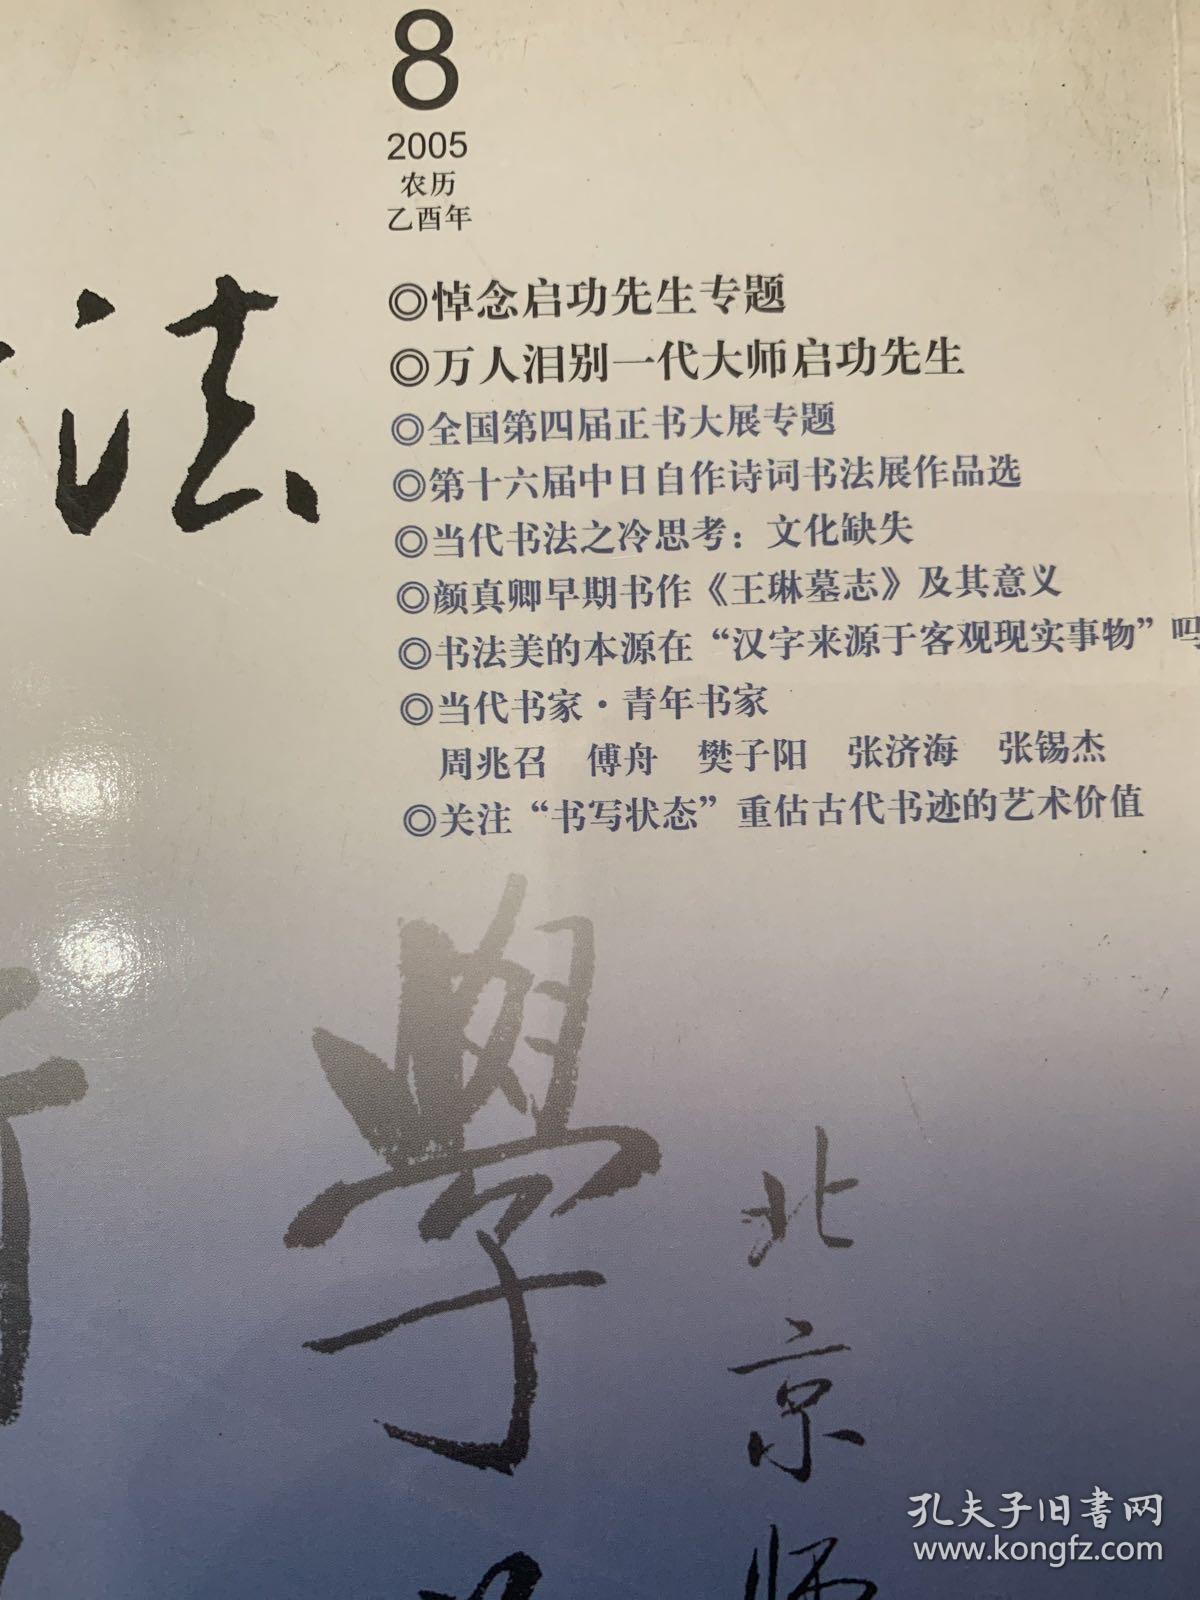 8
2005
农历
乙酉年
法
◎悼念启功先生专题
◎万人泪别一代大师启功先生
◎全国第四届正书大展专题
◎第十六届中日自作诗词书法展作品选
◎当代书法之冷思考：文化缺失
◎颜真卿早期书作《王琳墓志》及其意义
◎书法美的本源在“汉字来源于客观现实事物”吗
◎当代书家·青年书家
周兆召 傅舟 樊子阳 张济海 张锡杰
◎关注“书写状态”重估古代书迹的艺术价值
學
北京师
孔夫子旧书网
www.kongfz.com